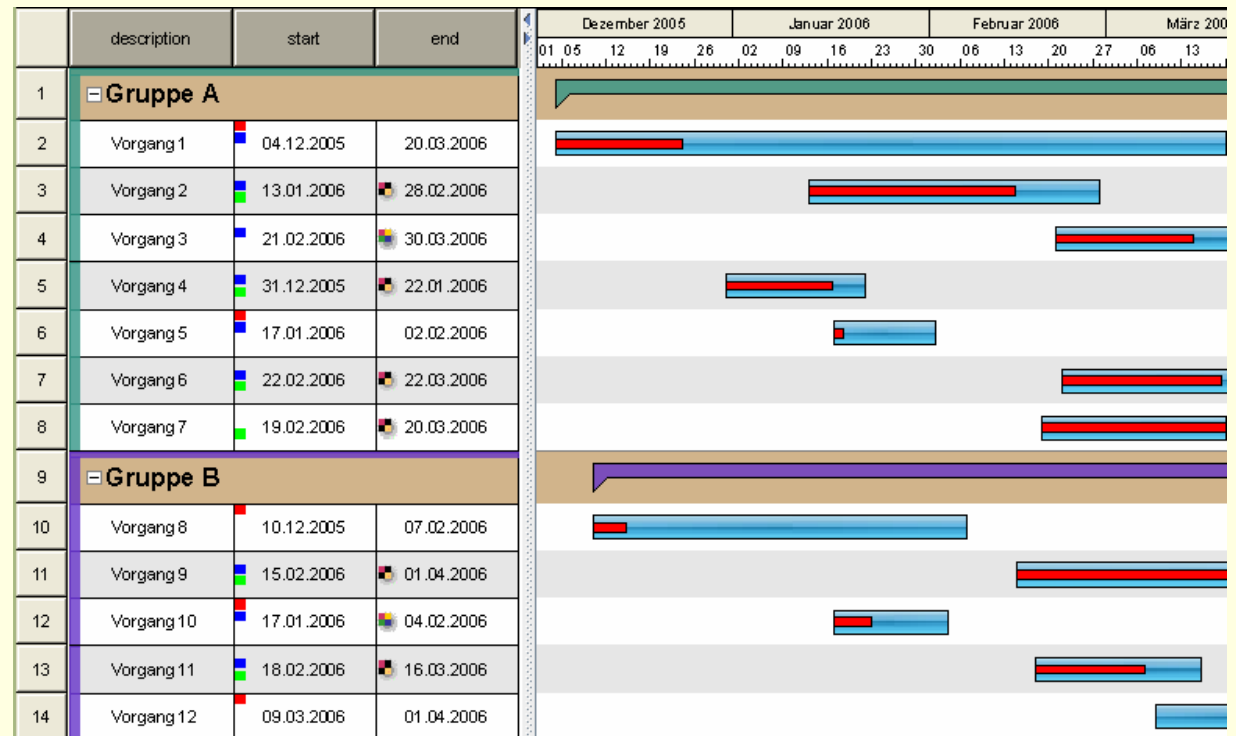 description start end Dezember 2005 Januar 2006 Februar 2006 März 200
01 05 12 19 26 02 09 16 23 30 06 13 20 27 06 13
1 Gruppe A
2 Vorgang 1 04.12.2005 20.03.2006
3 Vorgang 2 13.01.2006 28.02.2006
4 Vorgang 3 21.02.2006 30.03.2006
5 Vorgang 4 31.12.2005 22.01.2006
6 Vorgang 5 17.01.2006 02.02.2006
7 Vorgang 6 22.02.2006 22.03.2006
8 Vorgang 7 19.02.2006 20.03.2006
9 Gruppe B
10 Vorgang 8 10.12.2005 07.02.2006
11 Vorgang 9 15.02.2006 01.04.2006
12 Vorgang 10 17.01.2006 04.02.2006
13 Vorgang 11 18.02.2006 16.03.2006
14 Vorgang 12 09.03.2006 01.04.2006